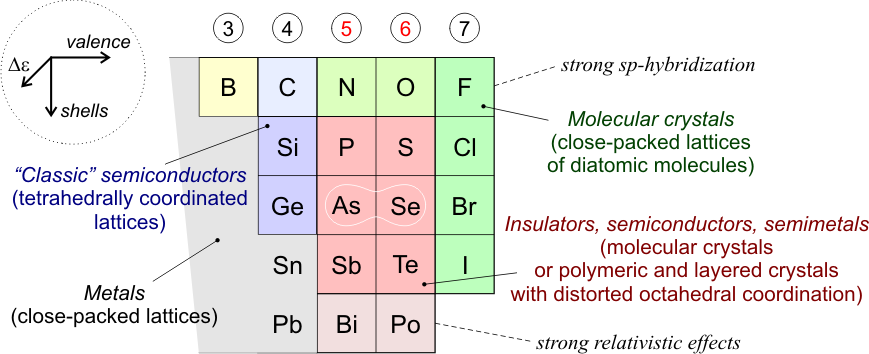 3 4 5 6 7
valence
Δε
shells
B C N O F
strong sp-hybridization
Molecular crystals
(close-packed lattices
of diatomic molecules)
Si P S Cl
“Classic” semiconductors
(tetrahedrally coordinated
lattices)
Ge As Se Br
Insulators, semiconductors, semimetals
(molecular crystals
or polymeric and layered crystals
with distorted octahedral coordination)
Sn Sb Te I
Metals
(close-packed lattices)
Pb Bi Po
strong relativistic effects